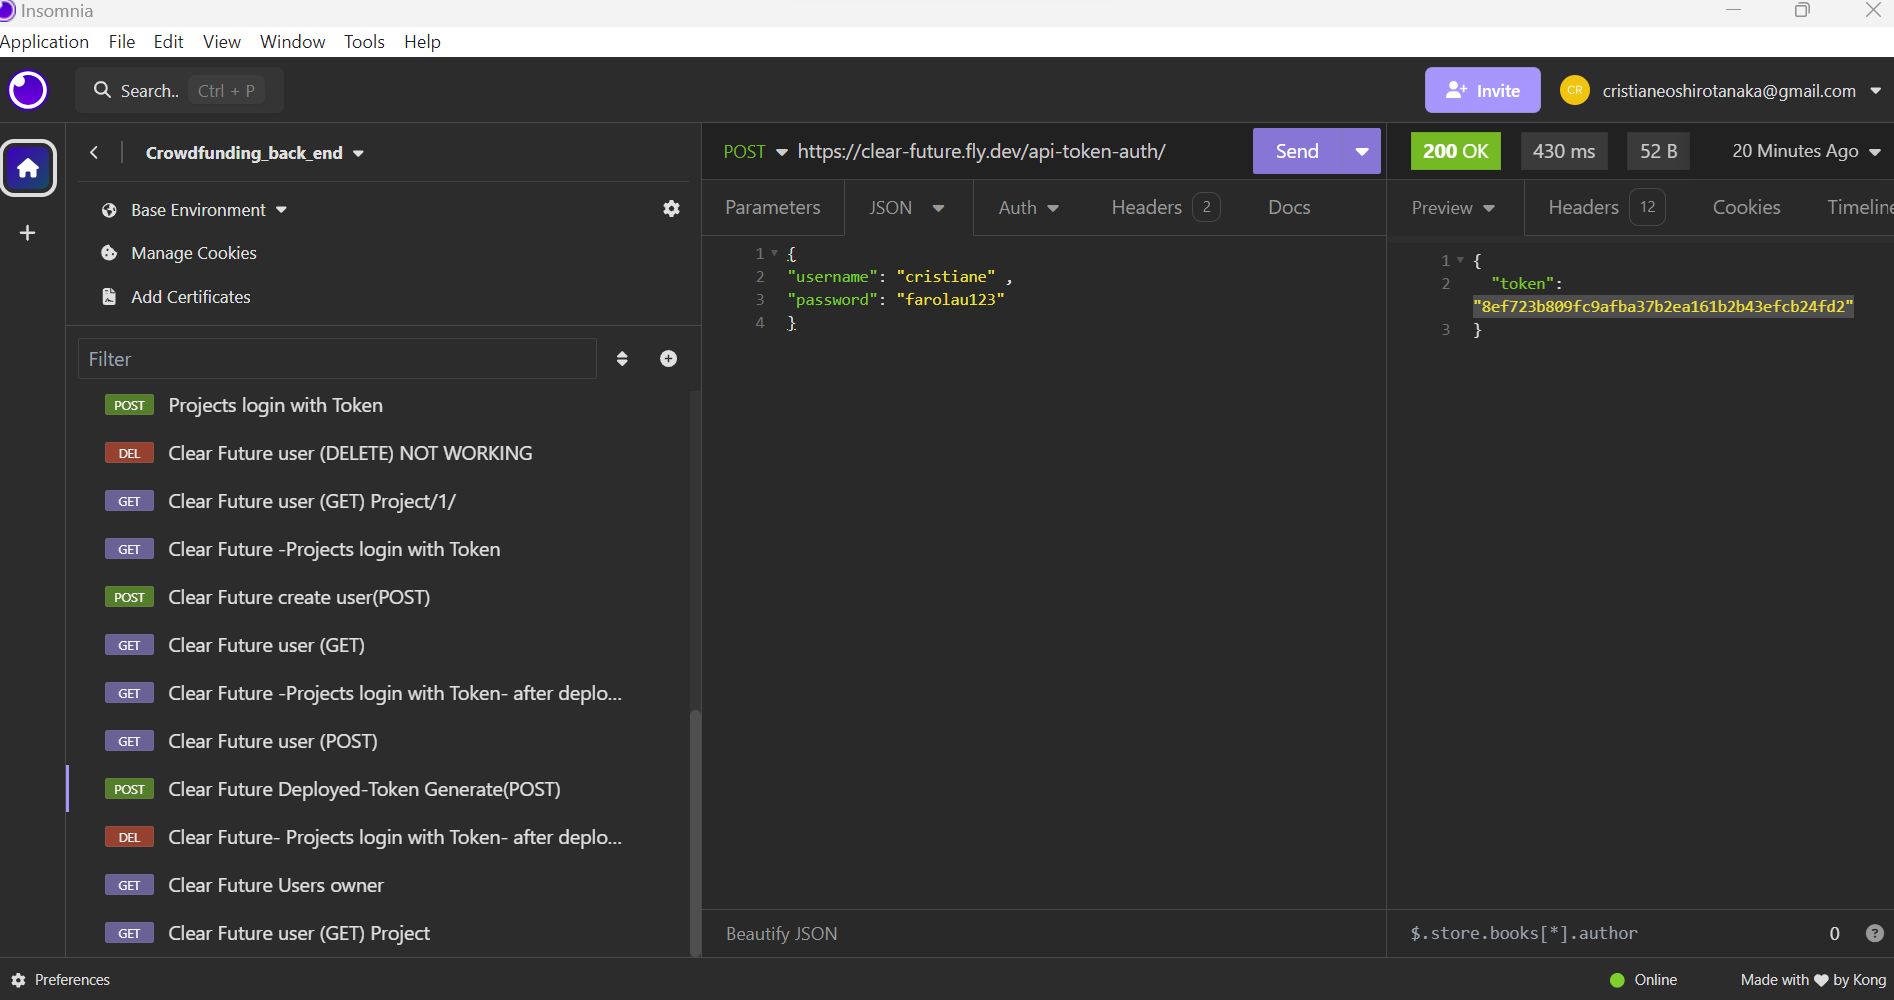 Insomnia
Application File Edit View Window Tools Help
Search.. Ctrl + P
Invite
CR cristianeoshirotanaka@gmail.com
Crowdfunding_back_end
Base Environment
Manage Cookies
Add Certificates
Filter
POST Projects login with Token
DEL Clear Future user (DELETE) NOT WORKING
GET Clear Future user (GET) Project/1/
GET Clear Future -Projects login with Token
POST Clear Future create user(POST)
GET Clear Future user (GET)
GET Clear Future -Projects login with Token- after deplo...
GET Clear Future user (POST)
POST Clear Future Deployed-Token Generate(POST)
DEL Clear Future- Projects login with Token- after deplo...
GET Clear Future Users owner
GET Clear Future user (GET) Project
POST https://clear-future.fly.dev/api-token-auth/ Send
Parameters JSON Auth Headers 2 Docs
1 {
2 "username": "cristiane" ,
3 "password": "farolau123"
4 }
Beautify JSON
200 OK 430 ms 52 B 20 Minutes Ago
Preview Headers 12 Cookies Timeline
1 {
2 "token":
"8ef723b809fc9afba37b2ea161b2b43efcb24fd2"
3 }
$.store.books[*].author 0 ?
Preferences
Online
Made with ♥ by Kong